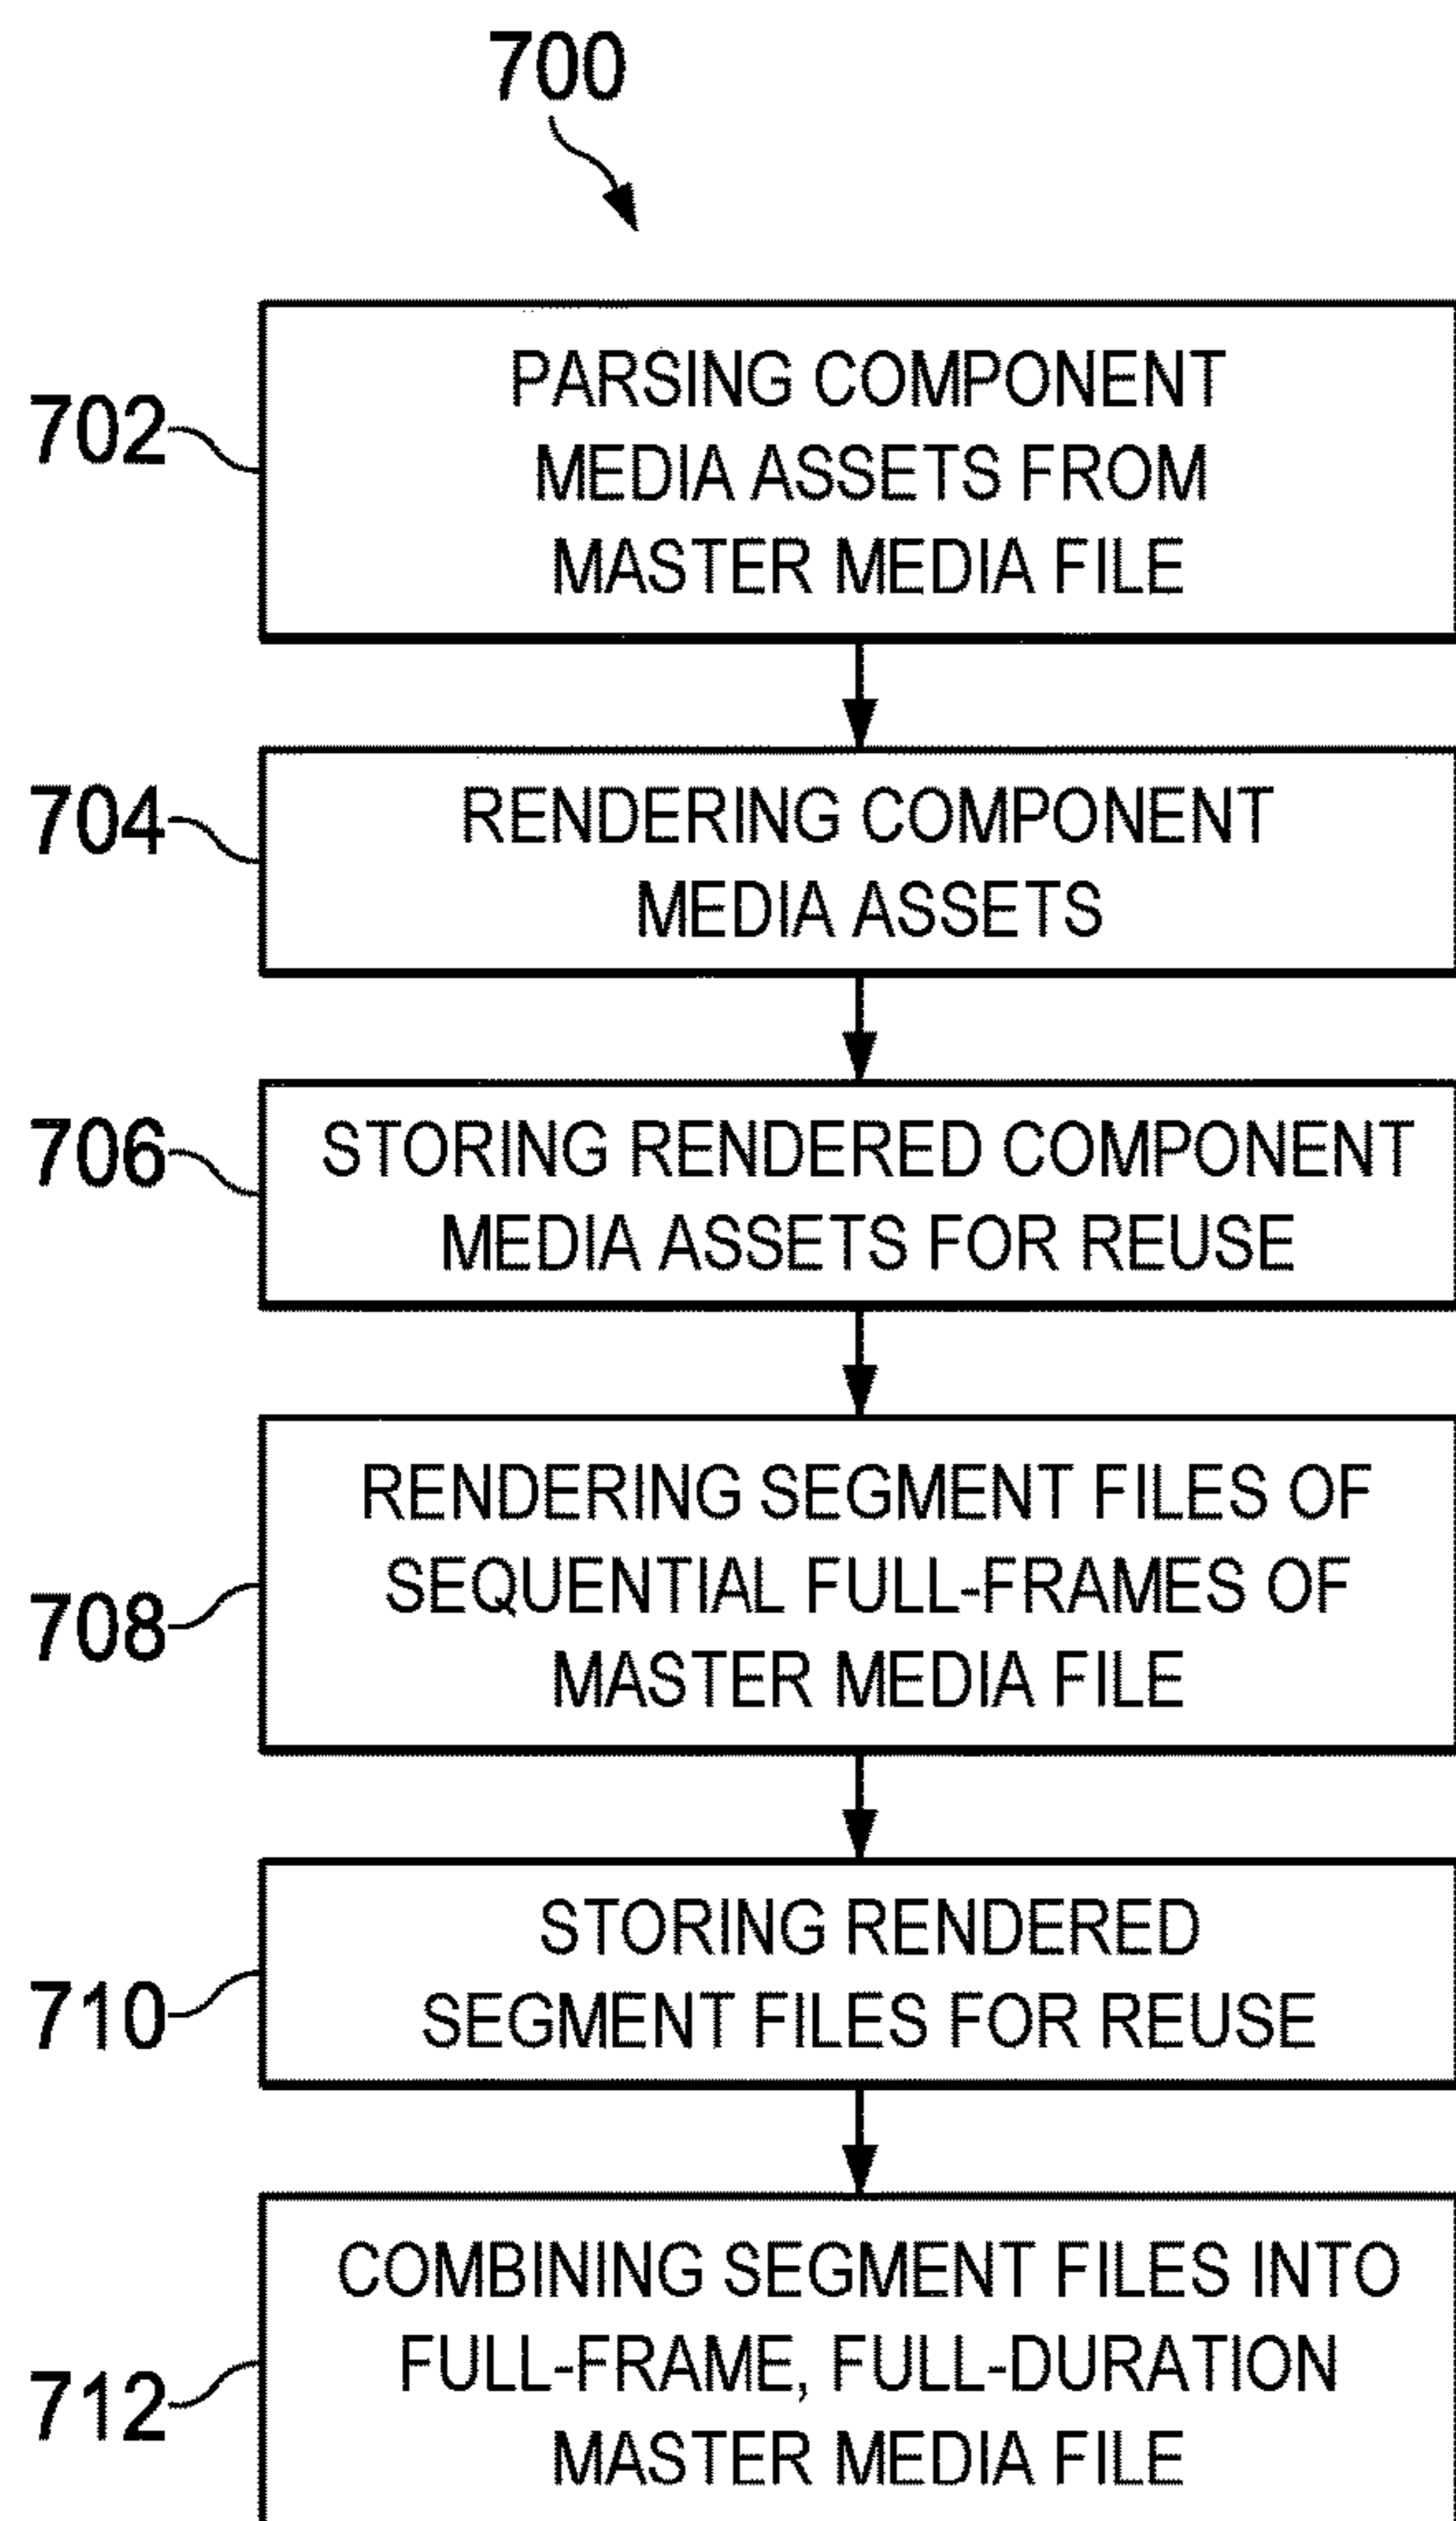 700
702
PARSING COMPONENT
MEDIA ASSETS FROM
MASTER MEDIA FILE
704
RENDERING COMPONENT
MEDIA ASSETS
706
STORING RENDERED COMPONENT
MEDIA ASSETS FOR REUSE
708
RENDERING SEGMENT FILES OF
SEQUENTIAL FULL-FRAMES OF
MASTER MEDIA FILE
710
STORING RENDERED
SEGMENT FILES FOR REUSE
712
COMBINING SEGMENT FILES INTO
FULL-FRAME, FULL-DURATION
MASTER MEDIA FILE